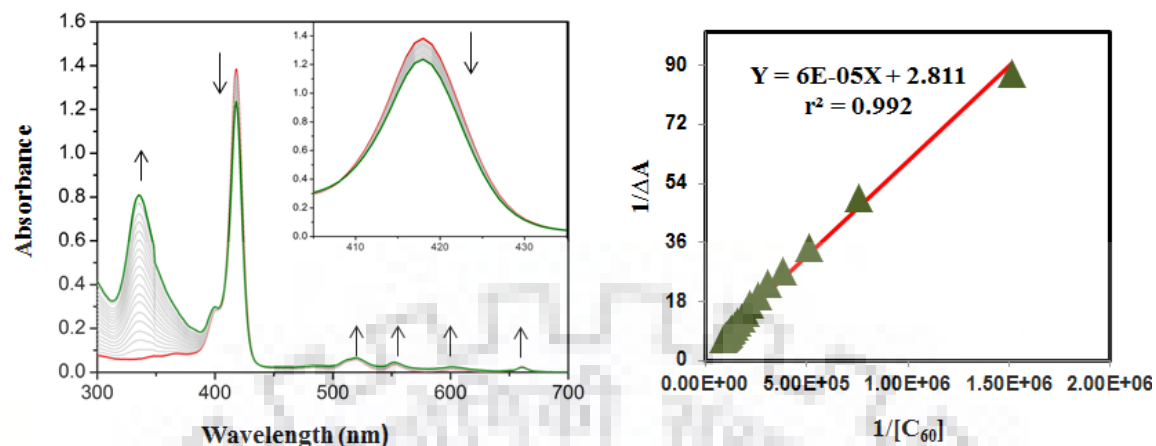 1.6
1.4
1.2
1.0
0.8
0.6
0.4
0.2
0.0
Absorbance
300 400 500 600 700
Wavelength (nm)
1.4
1.2
1.0
0.8
0.6
0.4
0.2
0.0
410 420 430
Y = 6E-05X + 2.811
r² = 0.992
90
72
54
36
18
0
1/ΔA
0.00E+00 5.00E+05 1.00E+06 1.50E+06 2.00E+06
1/[C₆₀]